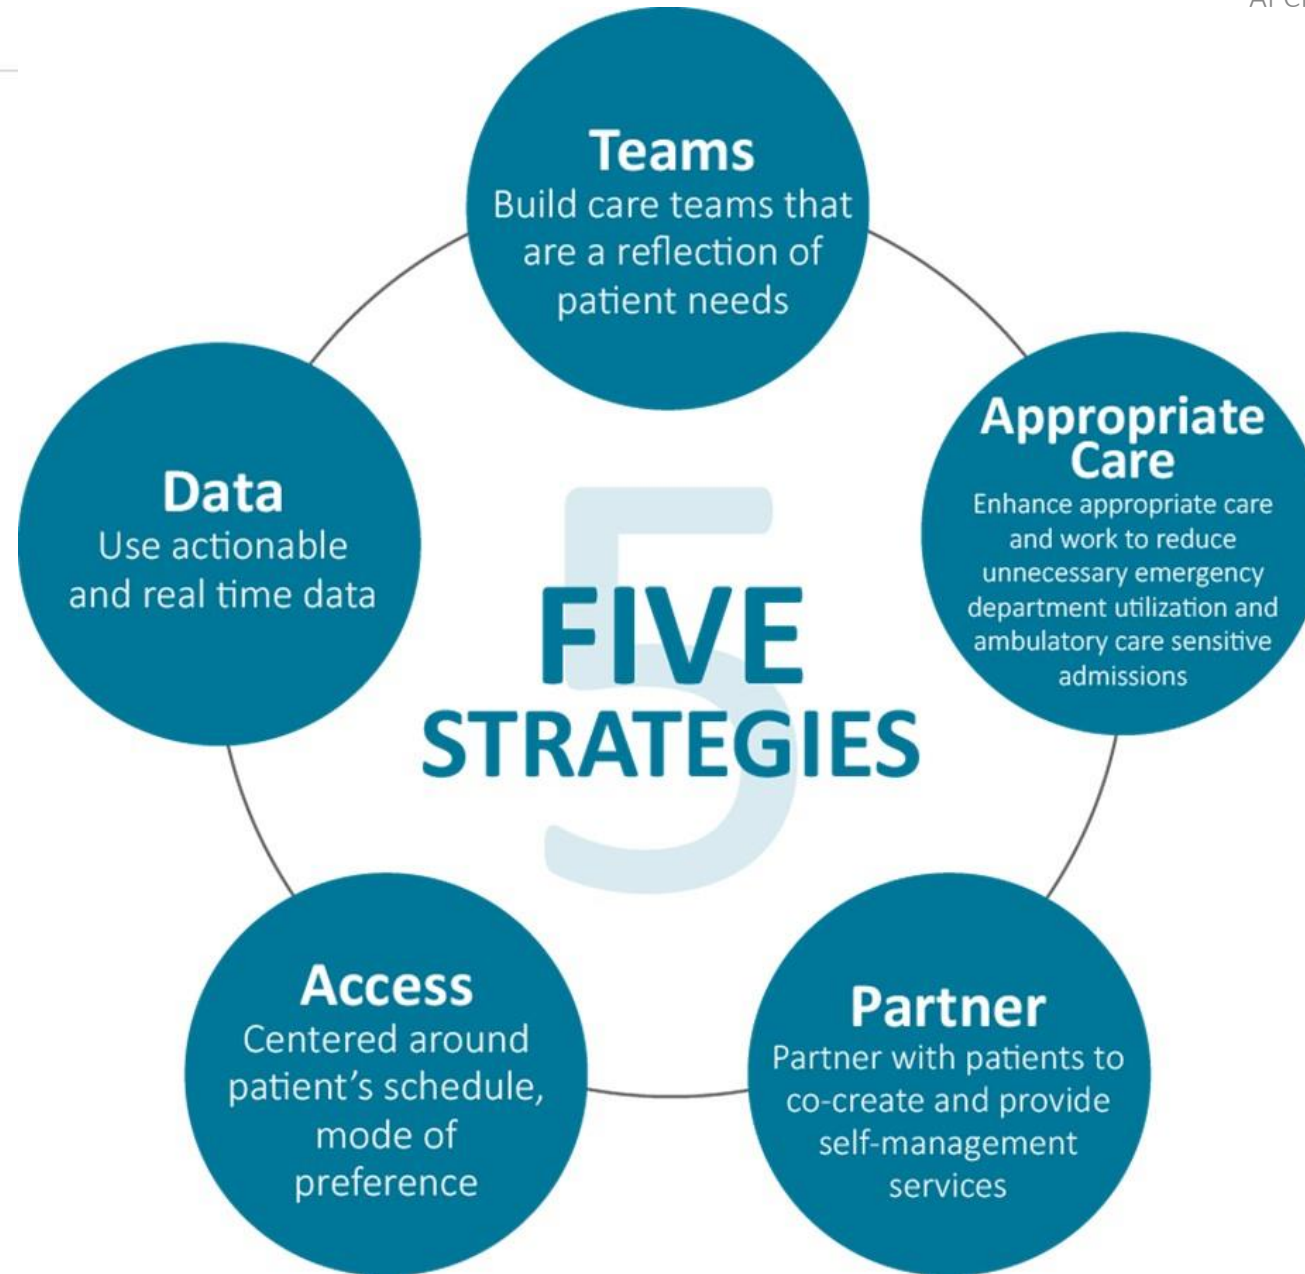 Teams
Build care teams that
are a reflection of
patient needs
Appropriate
Care
Enhance appropriate care
and work to reduce
unnecessary emergency
department utilization and
ambulatory care sensitive
admissions
Data
Use actionable
and real time data
5
FIVE
STRATEGIES
Access
Centered around
patient’s schedule,
mode of
preference
Partner
Partner with patients to
co-create and provide
self-management
services